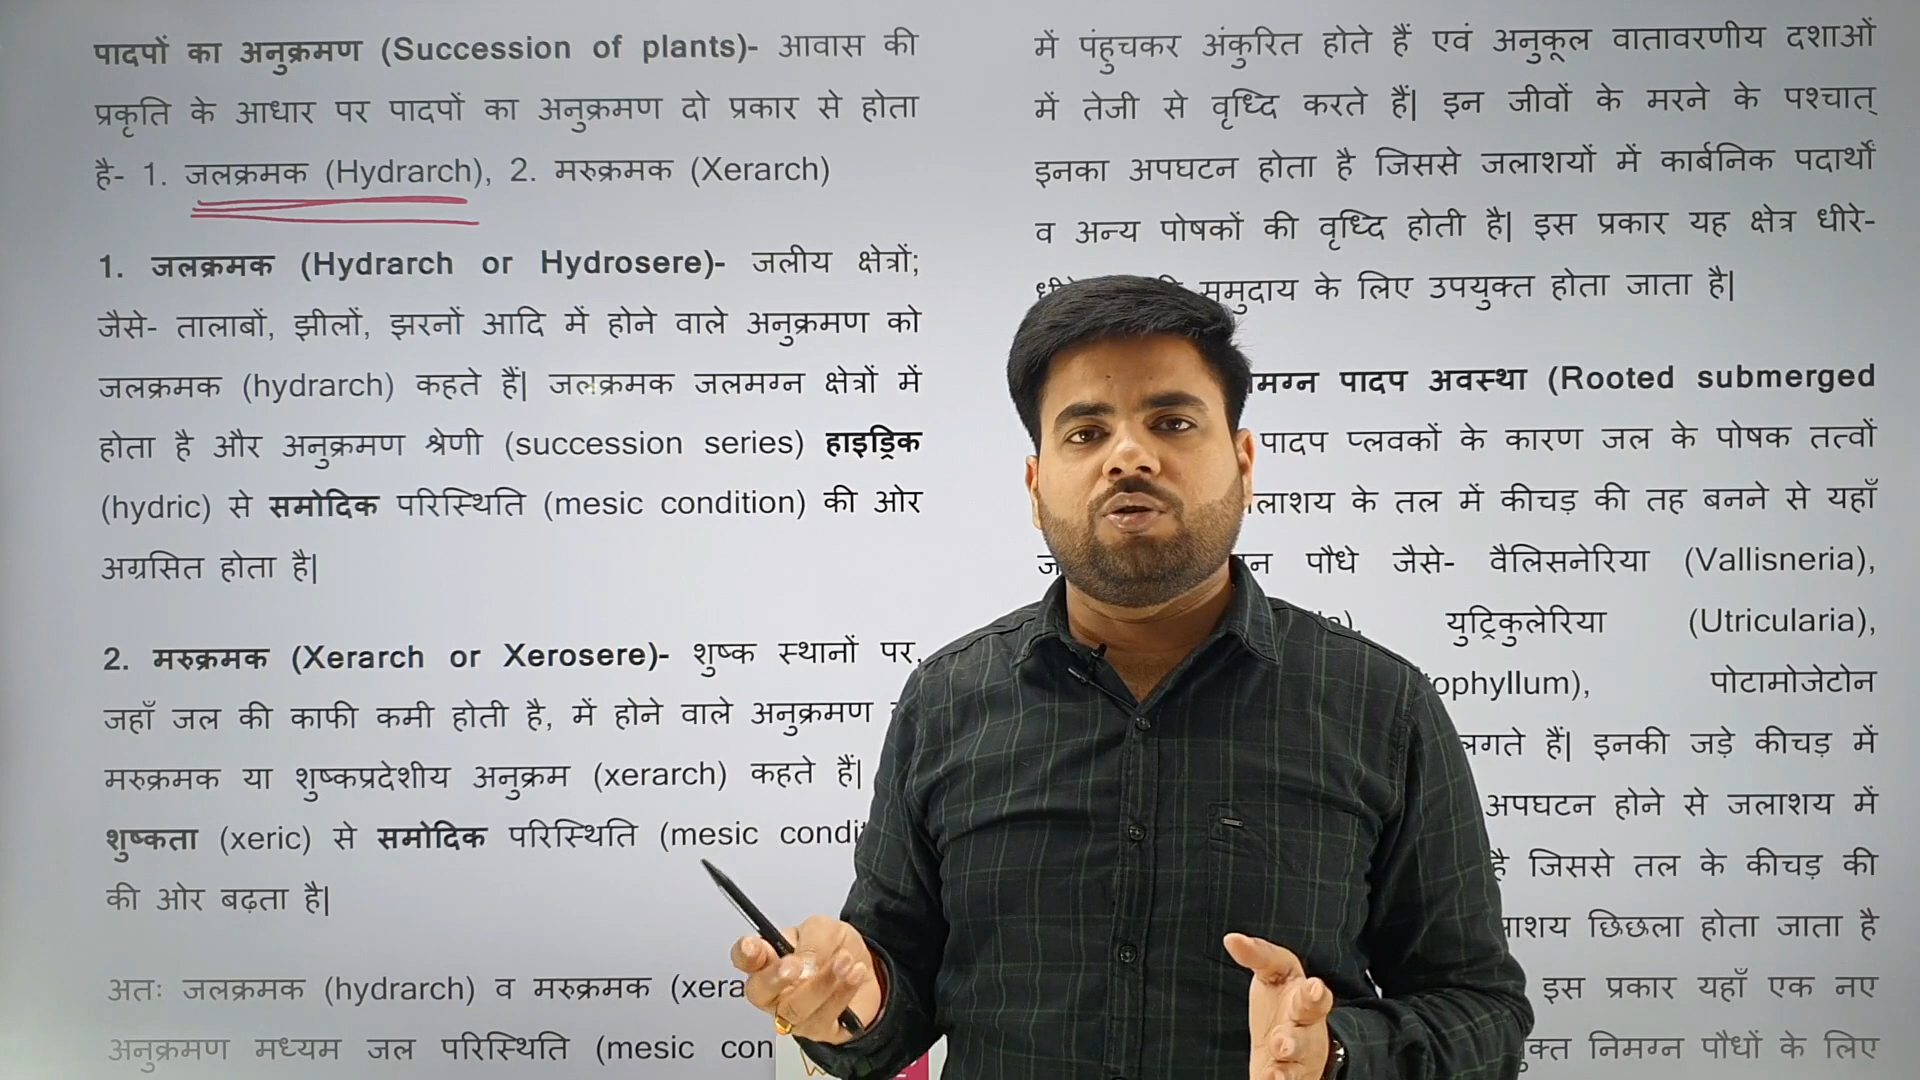 पादपों का अनुक्रमण (Succession of plants)- आवास की
प्रकृति के आधार पर पादपों का अनुक्रमण दो प्रकार से होता
है- 1. जलक्रमक (Hydrarch), 2. मरुक्रमक (Xerarch)
1. जलक्रमक (Hydrarch or Hydrosere)- जलीय क्षेत्रों;
जैसे- तालाबों, झीलों, झरनों आदि में होने वाले अनुक्रमण को
जलक्रमक (hydrarch) कहते हैं| जलक्रमक जलमग्न क्षेत्रों में
होता है और अनुक्रमण श्रेणी (succession series) हाइड्रिक
(hydric) से समोदिक परिस्थिति (mesic condition) की ओर
अग्रसित होता है|
2. मरुक्रमक (Xerarch or Xerosere)- शुष्क स्थानों पर,
जहाँ जल की काफी कमी होती है, में होने वाले अनुक्रमण
मरुक्रमक या शुष्कप्रदेशीय अनुक्रम (xerarch) कहते हैं|
शुष्कता (xeric) से समोदिक परिस्थिति (mesic condit
की ओर बढ़ता है|
अतः जलक्रमक (hydrarch) व मरुक्रमक (xera
अनुक्रमण मध्यम जल परिस्थिति (mesic con
में पंहुचकर अंकुरित होते हैं एवं अनुकूल वातावरणीय दशाओं
में तेजी से वृध्दि करते हैं| इन जीवों के मरने के पश्चात्
इनका अपघटन होता है जिससे जलाशयों में कार्बनिक पदार्थों
व अन्य पोषकों की वृध्दि होती है| इस प्रकार यह क्षेत्र धीरे-
समुदाय के लिए उपयुक्त होता जाता है|
मग्न पादप अवस्था (Rooted submerged
पादप प्लवकों के कारण जल के पोषक तत्वों
लाशय के तल में कीचड़ की तह बनने से यहाँ
न पौधे जैसे- वैलिसनेरिया (Vallisneria),
युट्रिकुलेरिया (Utricularia),
ophyllum), पोटामोजेटोन
लगते हैं| इनकी जड़े कीचड़ में
अपघटन होने से जलाशय में
है जिससे तल के कीचड़ की
ाशय छिछला होता जाता है
इस प्रकार यहाँ एक नए
क्त निमग्न पौधों के लिए